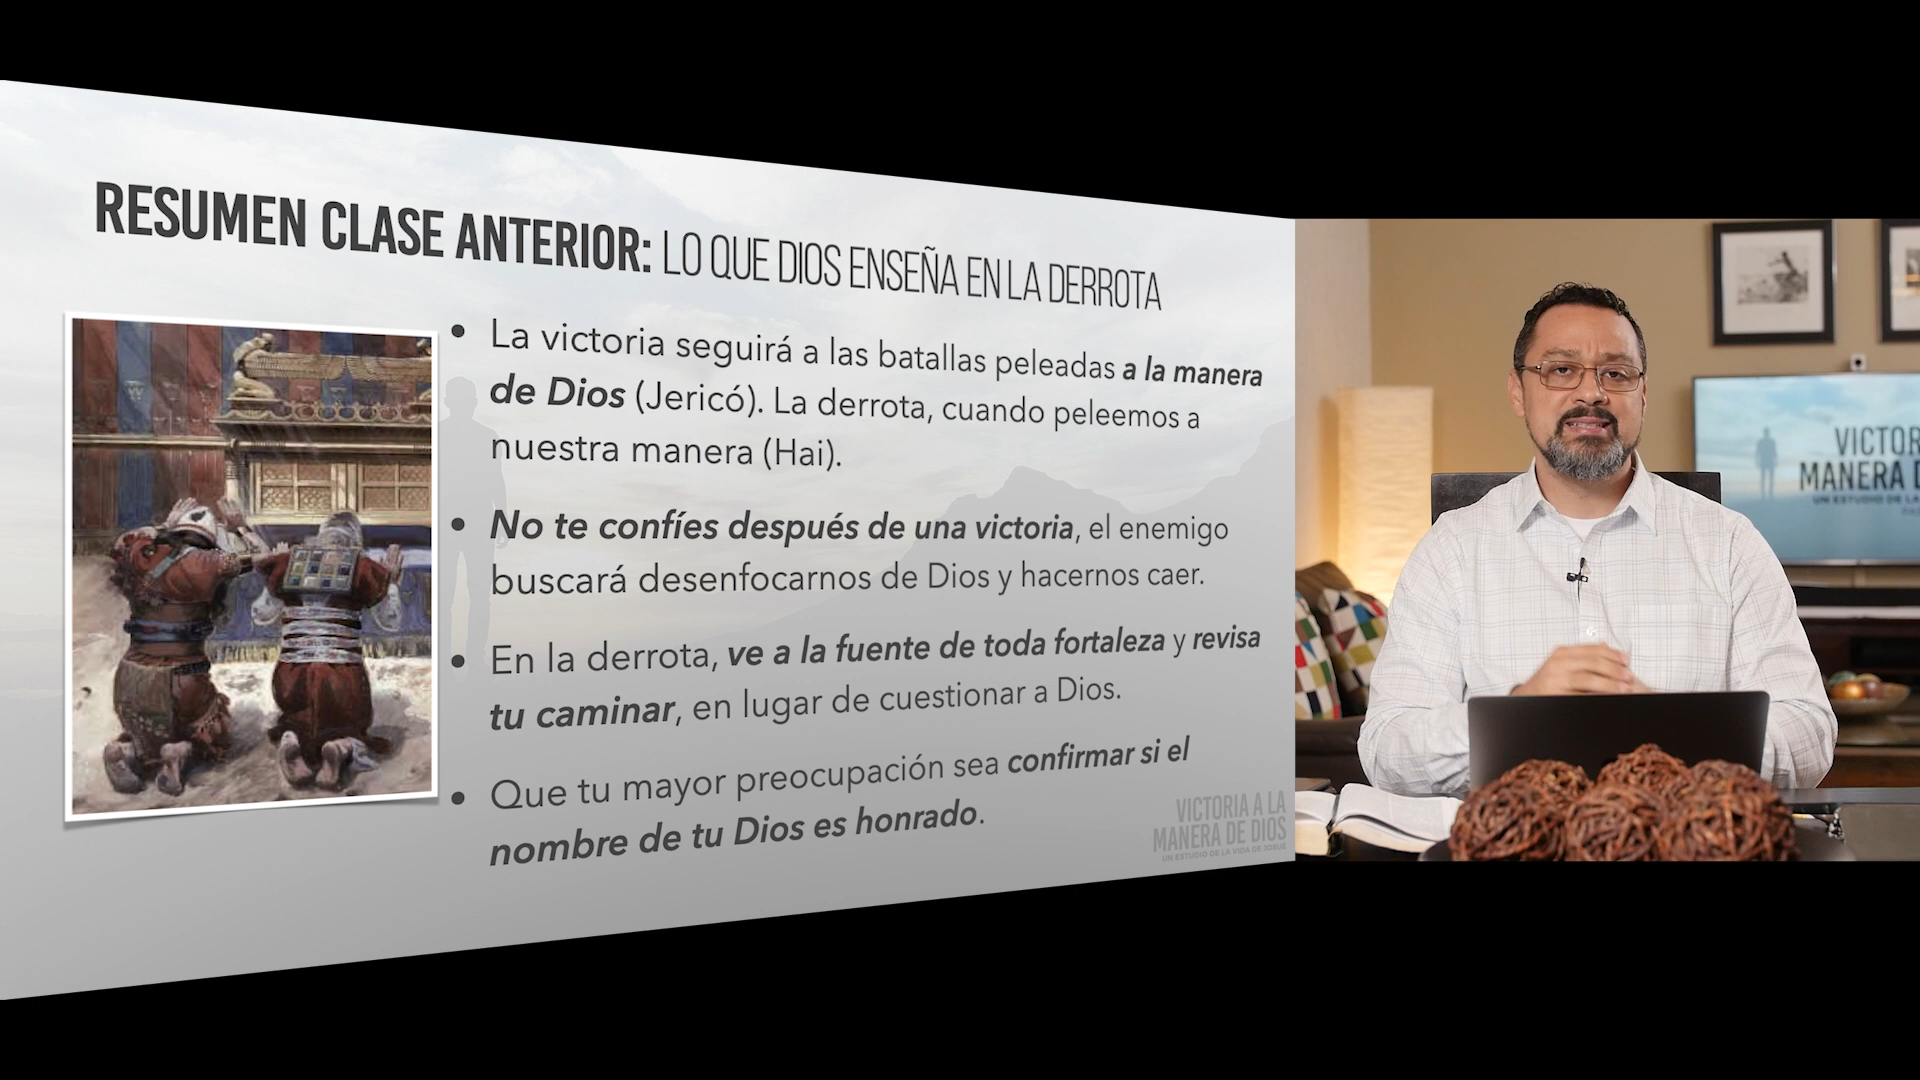 RESUMEN CLASE ANTERIOR: LO QUE DIOS ENSEÑA EN LA DERROTA
• La victoria seguirá a las batallas peleadas a la manera
de Dios (Jericó). La derrota, cuando peleemos a
nuestra manera (Hai).
• No te confíes después de una victoria, el enemigo
buscará desenfocarnos de Dios y hacernos caer.
• En la derrota, ve a la fuente de toda fortaleza y revisa
tu caminar, en lugar de cuestionar a Dios.
• Que tu mayor preocupación sea confirmar si el
nombre de tu Dios es honrado.
VICTORIA A LA
MANERA DE DIOS
UN ESTUDIO DE LA VIDA DE JOSUÉ
VICTOR
MANERA D
UN ESTUDIO DE LA